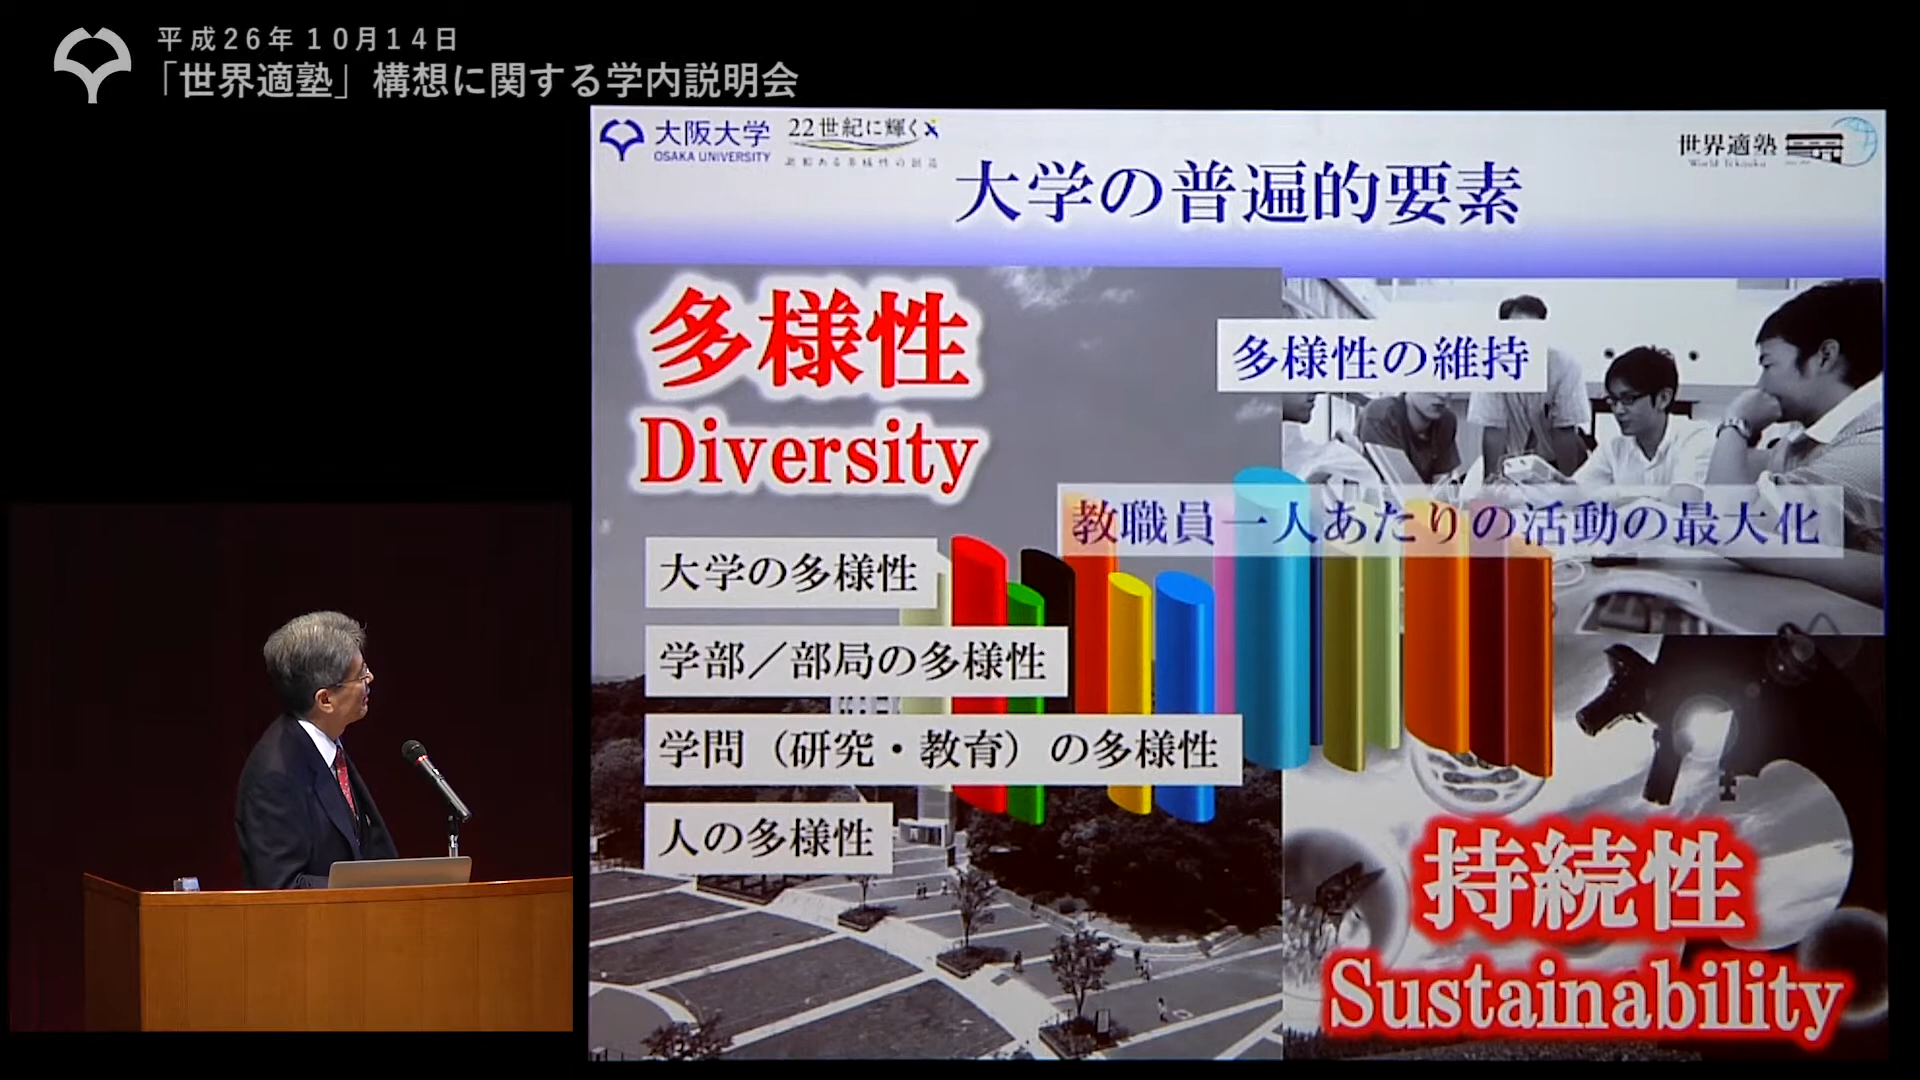 平成26年10月14日
「世界適塾」構想に関する学内説明会
大阪大学
OSAKA UNIVERSITY
22世紀に輝く
世界適塾
World Tekijuku
大学の普遍的要素
多様性
Diversity
多様性の維持
教職員一人あたりの活動の最大化
大学の多様性
学部／部局の多様性
学問（研究・教育）の多様性
人の多様性
持続性
Sustainability